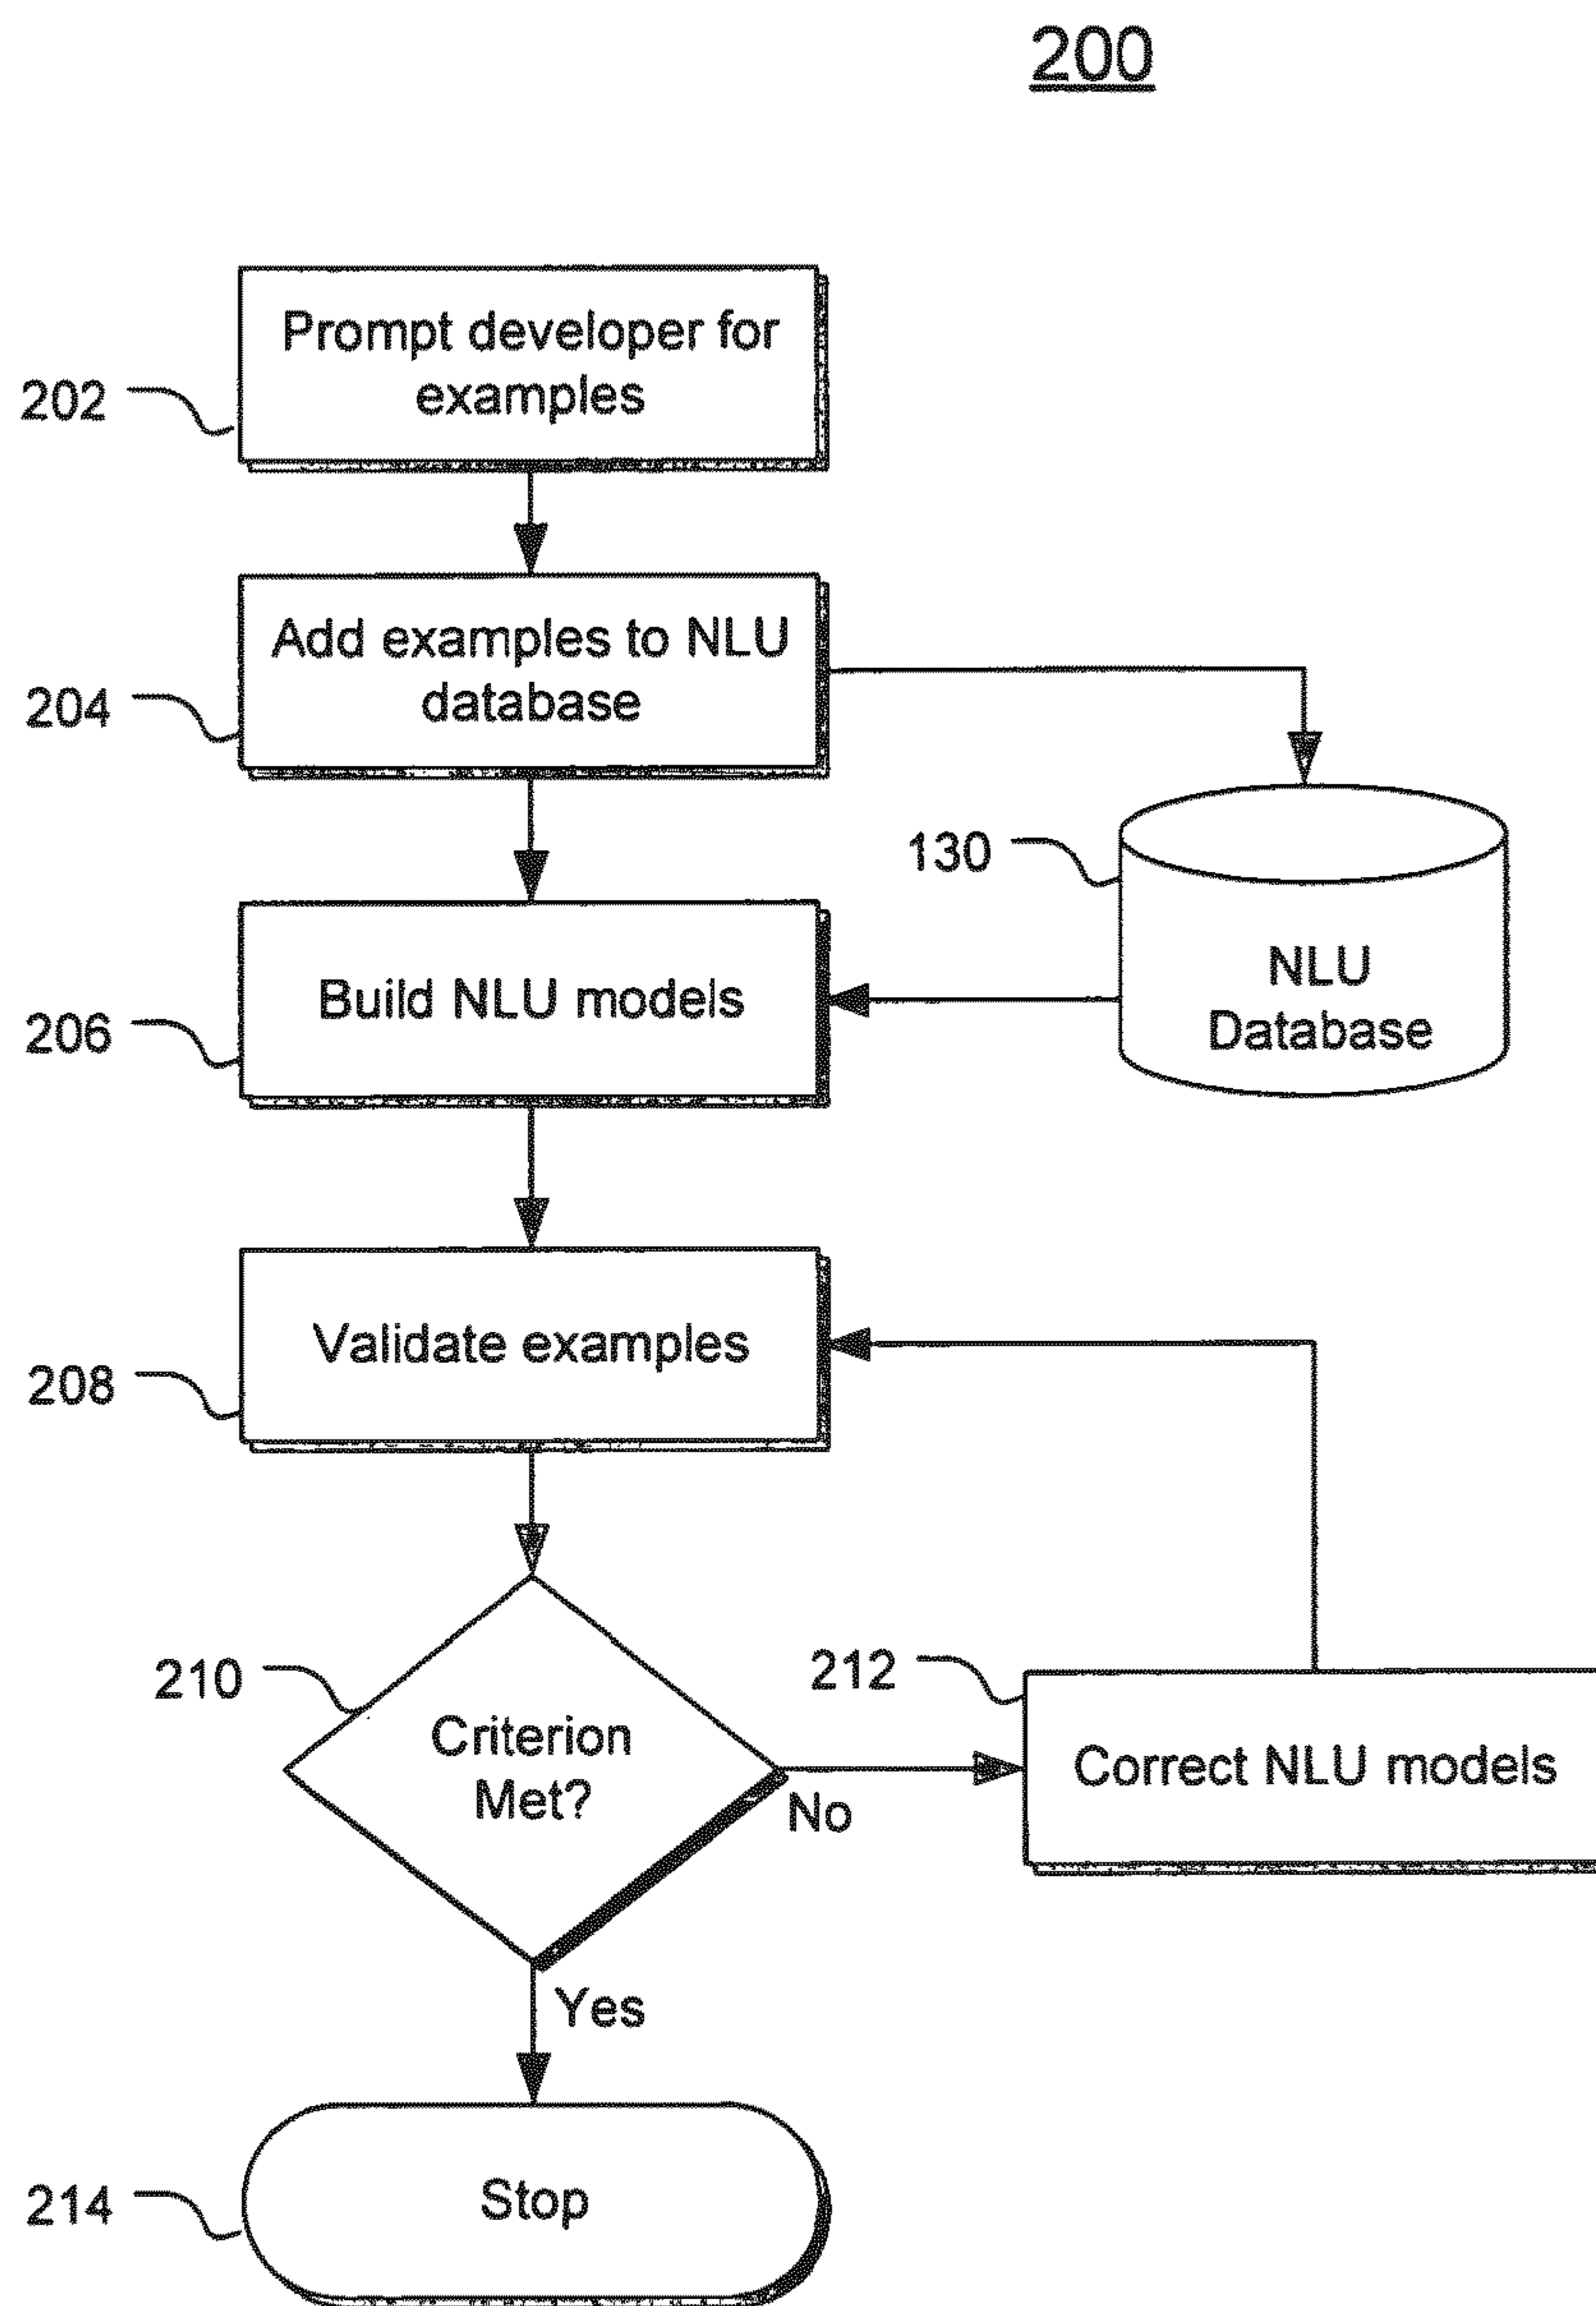 200
Prompt developer for
examples
202
Add examples to NLU
database
204
130
NLU
Database
Build NLU models
206
Validate examples
208
210
Criterion
Met?
No
212
Correct NLU models
Yes
Stop
214